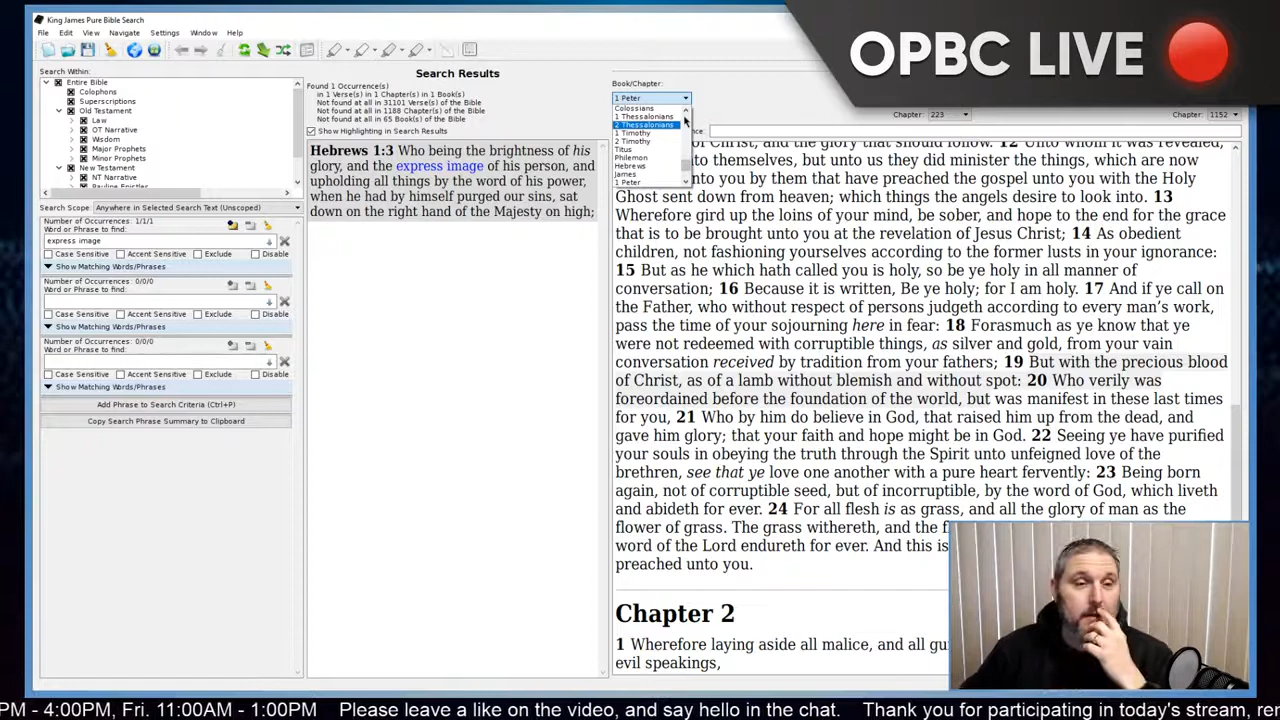 King James Pure Bible Search
File Edit View Navigate Settings Window Help
OPBC LIVE
Search Within:
Entire Bible
Colophons
Superscriptions
Old Testament
Law
OT Narrative
Wisdom
Major Prophets
Minor Prophets
New Testament
NT Narrative
Pauline Epistles
Search Scope: Anywhere in Selected Search Text (Unscoped)
Number of Occurrences: 1/1/1
Word or Phrase to find:
express image
Case Sensitive Accent Sensitive Exclude Disable
Show Matching Words/Phrases
Number of Occurrences: 0/0/0
Word or Phrase to find:
Case Sensitive Accent Sensitive Exclude Disable
Show Matching Words/Phrases
Number of Occurrences: 0/0/0
Word or Phrase to find:
Case Sensitive Accent Sensitive Exclude Disable
Show Matching Words/Phrases
Add Phrase to Search Criteria (Ctrl+P)
Copy Search Phrase Summary to Clipboard
Search Results
Found 1 Occurrence(s)
in 1 Verse(s) in 1 Chapter(s) in 1 Book(s)
Not found at all in 31101 Verse(s) of the Bible
Not found at all in 1188 Chapter(s) of the Bible
Not found at all in 65 Book(s) of the Bible
Show Highlighting in Search Results
Hebrews 1:3 Who being the brightness of his
glory, and the express image of his person, and
upholding all things by the word of his power,
when he had by himself purged our sins, sat
down on the right hand of the Majesty on high;
Book/Chapter:
1 Peter
Colossians
1 Thessalonians
2 Thessalonians
1 Timothy
2 Timothy
Titus
Philemon
Hebrews
James
1 Peter
Chapter: 223
Chapter: 1152
of Christ, and the glory that should follow. 12 Unto whom it was revealed,
to themselves, but unto us they did minister the things, which are now
unto you by them that have preached the gospel unto you with the Holy
Ghost sent down from heaven; which things the angels desire to look into. 13
Wherefore gird up the loins of your mind, be sober, and hope to the end for the grace
that is to be brought unto you at the revelation of Jesus Christ; 14 As obedient
children, not fashioning yourselves according to the former lusts in your ignorance:
15 But as he which hath called you is holy, so be ye holy in all manner of
conversation; 16 Because it is written, Be ye holy; for I am holy. 17 And if ye call on
the Father, who without respect of persons judgeth according to every man's work,
pass the time of your sojourning here in fear: 18 Forasmuch as ye know that ye
were not redeemed with corruptible things, as silver and gold, from your vain
conversation received by tradition from your fathers; 19 But with the precious blood
of Christ, as of a lamb without blemish and without spot: 20 Who verily was
foreordained before the foundation of the world, but was manifest in these last times
for you, 21 Who by him do believe in God, that raised him up from the dead, and
gave him glory; that your faith and hope might be in God. 22 Seeing ye have purified
your souls in obeying the truth through the Spirit unto unfeigned love of the
brethren, see that ye love one another with a pure heart fervently: 23 Being born
again, not of corruptible seed, but of incorruptible, by the word of God, which liveth
and abideth for ever. 24 For all flesh is as grass, and all the glory of man as the
flower of grass. The grass withereth, and the f
word of the Lord endureth for ever. And this is
preached unto you.
Chapter 2
1 Wherefore laying aside all malice, and all gu
evil speakings,
PM - 4:00PM, Fri. 11:00AM - 1:00PM Please leave a like on the video, and say hello in the chat. Thank you for participating in today's stream, rem